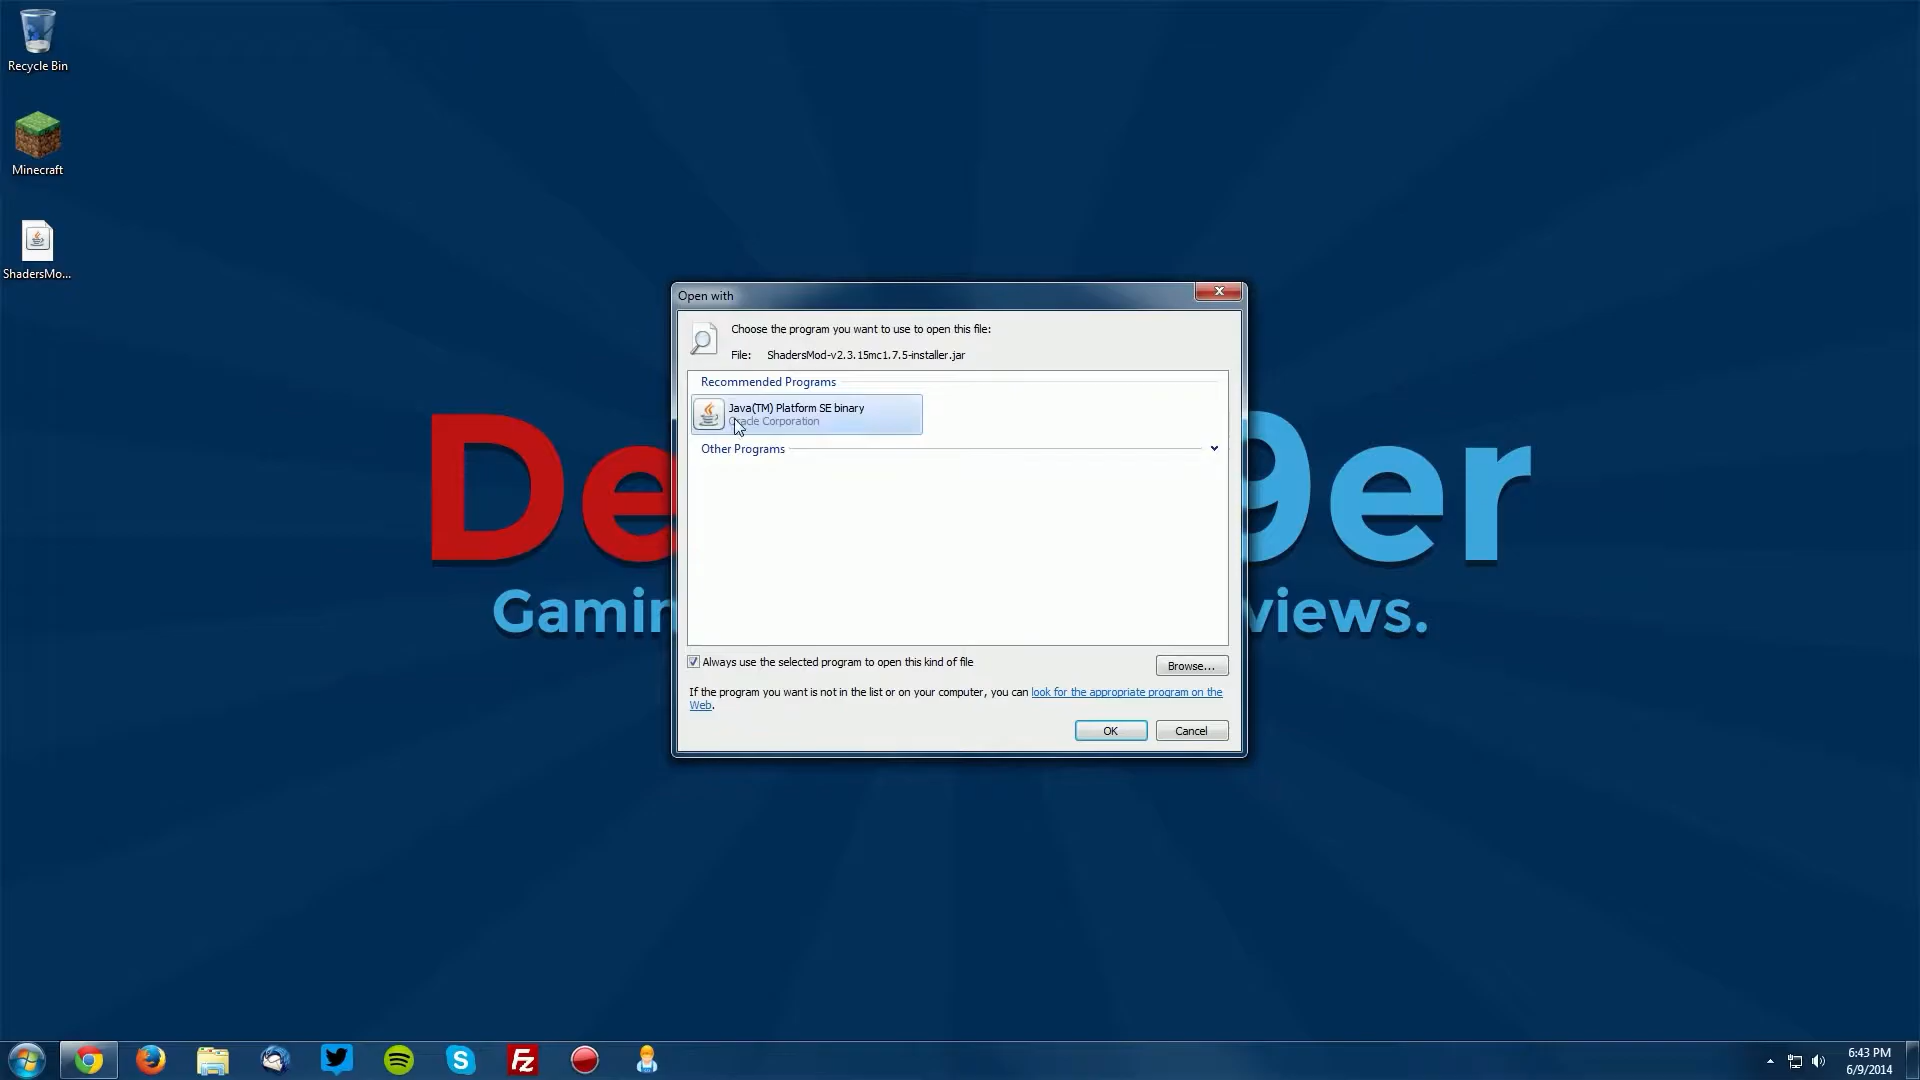 Recycle Bin
Minecraft
ShadersMo...
Open with
Choose the program you want to use to open this file:
File: ShadersMod-v2.3.15mc1.7.5-installer.jar
Recommended Programs
Java(TM) Platform SE binary
Oracle Corporation
Other Programs
De 9er
Gamin views.
Always use the selected program to open this kind of file
Browse...
If the program you want is not in the list or on your computer, you can look for the appropriate program on the
Web.
OK
Cancel
6:43 PM
6/9/2014